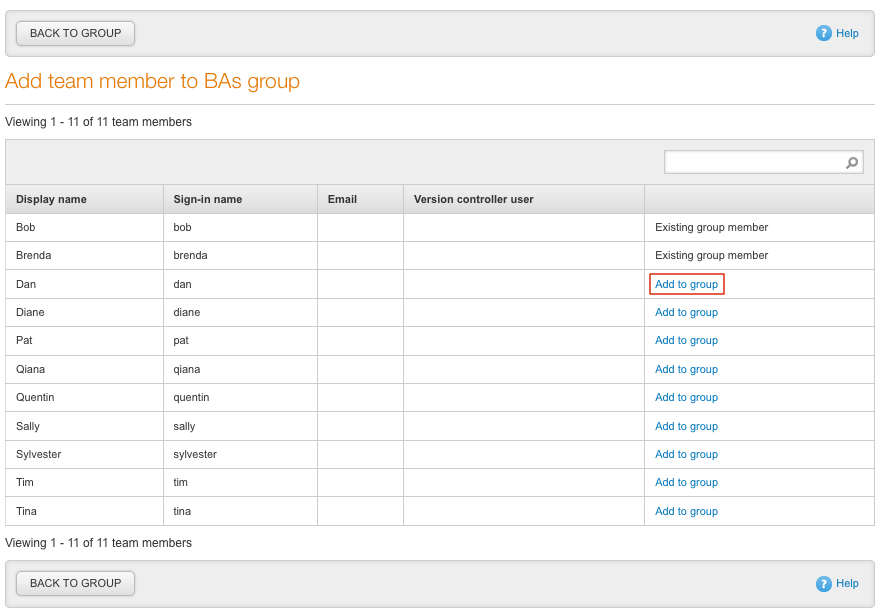 BACK TO GROUP ? Help
Add team member to BAs group
Viewing 1 - 11 of 11 team members
Display name Sign-in name Email Version controller user
Bob bob Existing group member
Brenda brenda Existing group member
Dan dan Add to group
Diane diane Add to group
Pat pat Add to group
Qiana qiana Add to group
Quentin quentin Add to group
Sally sally Add to group
Sylvester sylvester Add to group
Tim tim Add to group
Tina tina Add to group
Viewing 1 - 11 of 11 team members
BACK TO GROUP ? Help